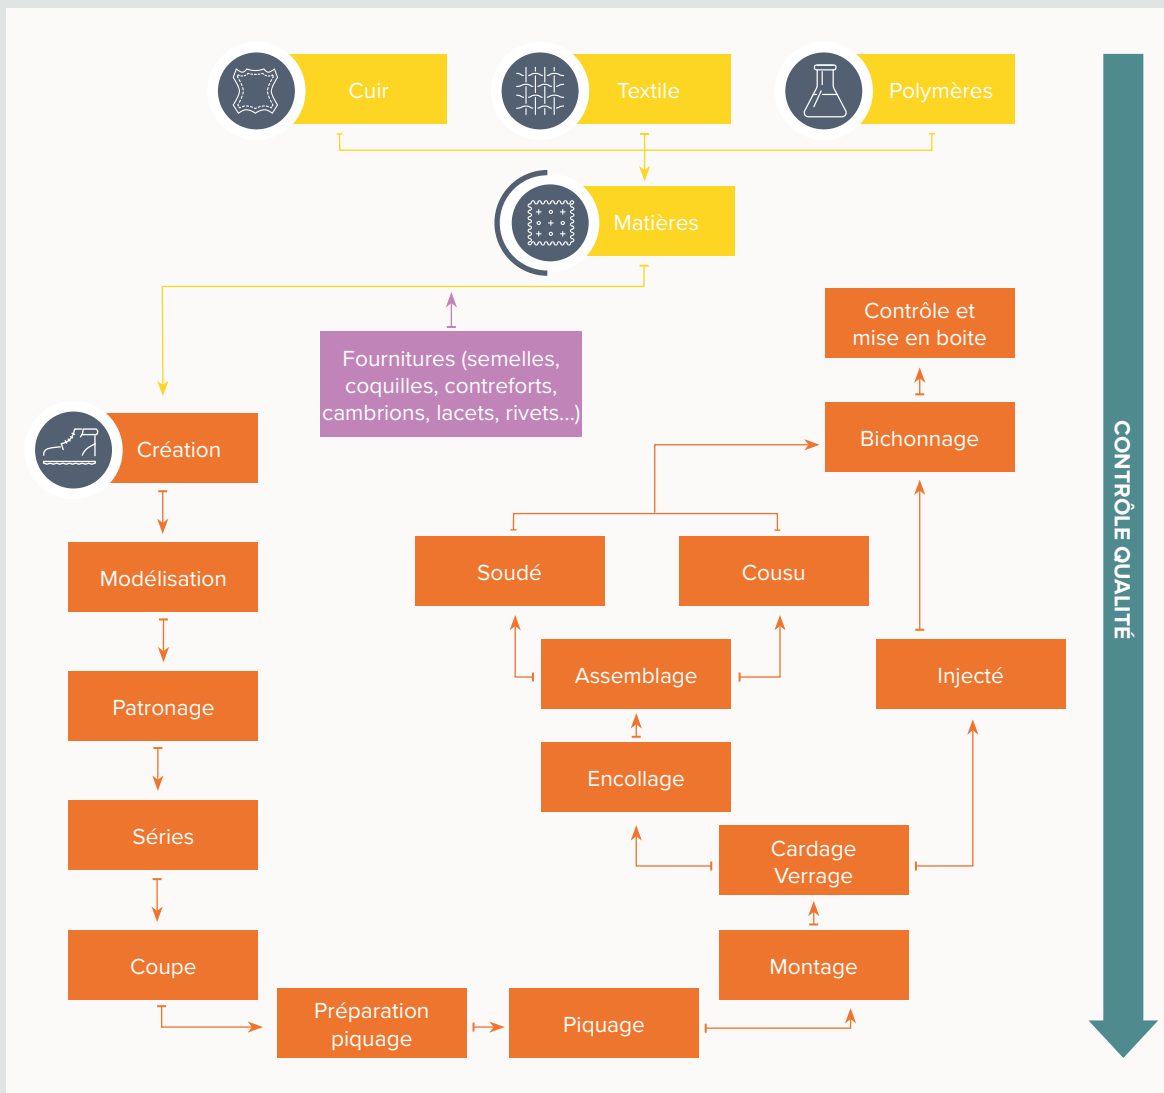 Cuir
Textile
Polymères
Matières
Contrôle et
mise en boite
Fournitures (semelles,
coquilles, contreforts,
cambrions, lacets, rivets...)
Création
Bichonnage
CONTRÔLE QUALITÉ
Modélisation
Soudé
Cousu
Patronage
Assemblage
Injecté
Encollage
Séries
Cardage
Verrage
Coupe
Montage
Préparation
piquage
Piquage